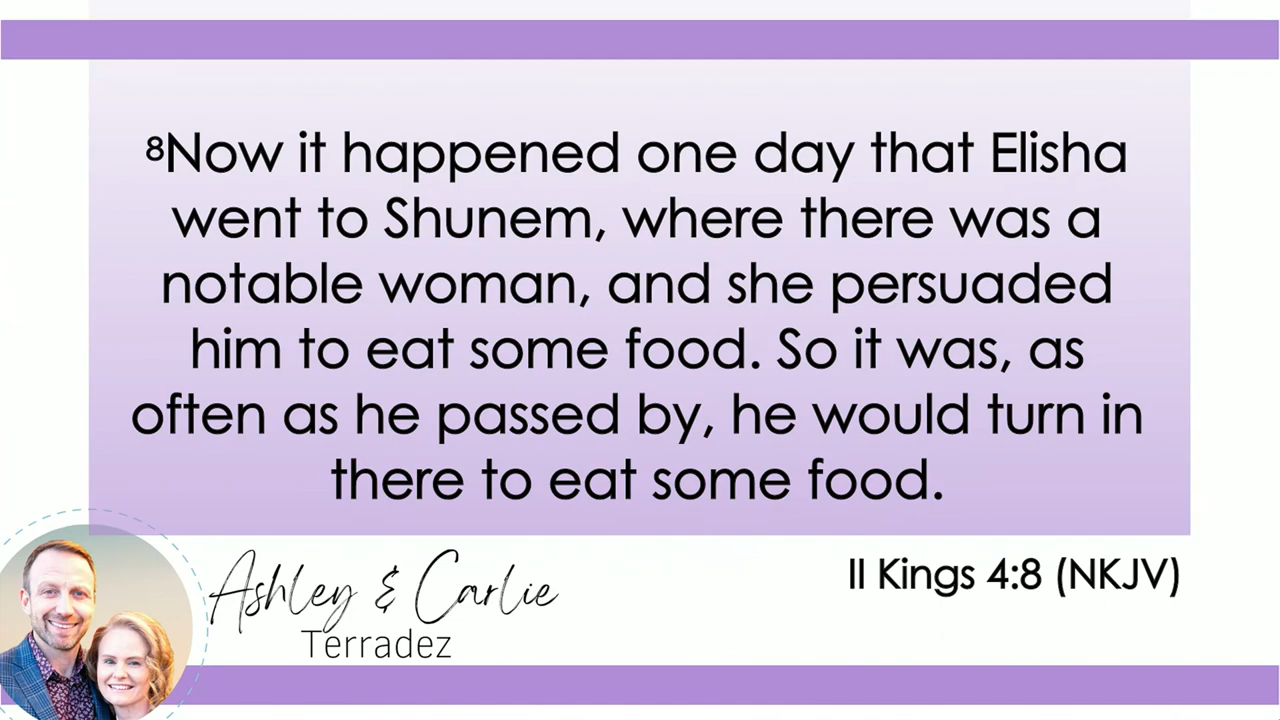 ⁸Now it happened one day that Elisha
went to Shunem, where there was a
notable woman, and she persuaded
him to eat some food. So it was, as
often as he passed by, he would turn in
there to eat some food.
II Kings 4:8 (NKJV)
Ashley & Carlie
Terradez